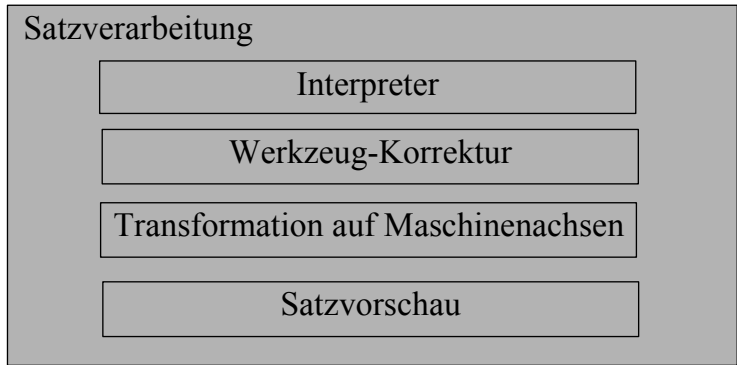 Satzverarbeitung
Interpreter
Werkzeug-Korrektur
Transformation auf Maschinenachsen
Satzvorschau